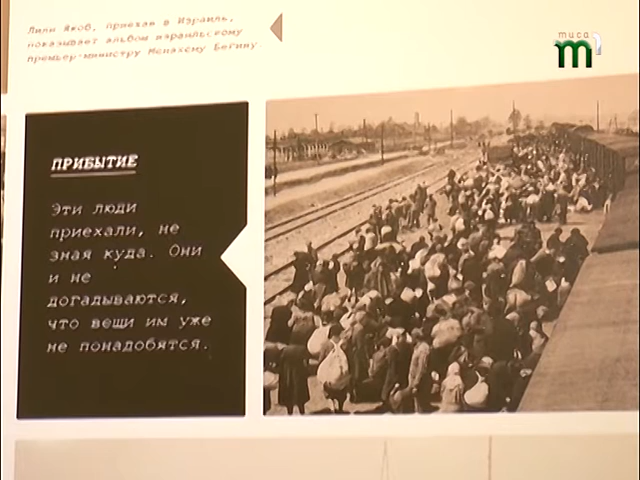 Лили Якоб, приехав в Израиль,
показывает альбом израильскому
премьер-министру Менахему Бегину.
муса
m
ПРИБЫТИЕ
Эти люди
приехали, не
зная куда. Они
и не
догадываются,
что вещи им уже
не понадобятся.